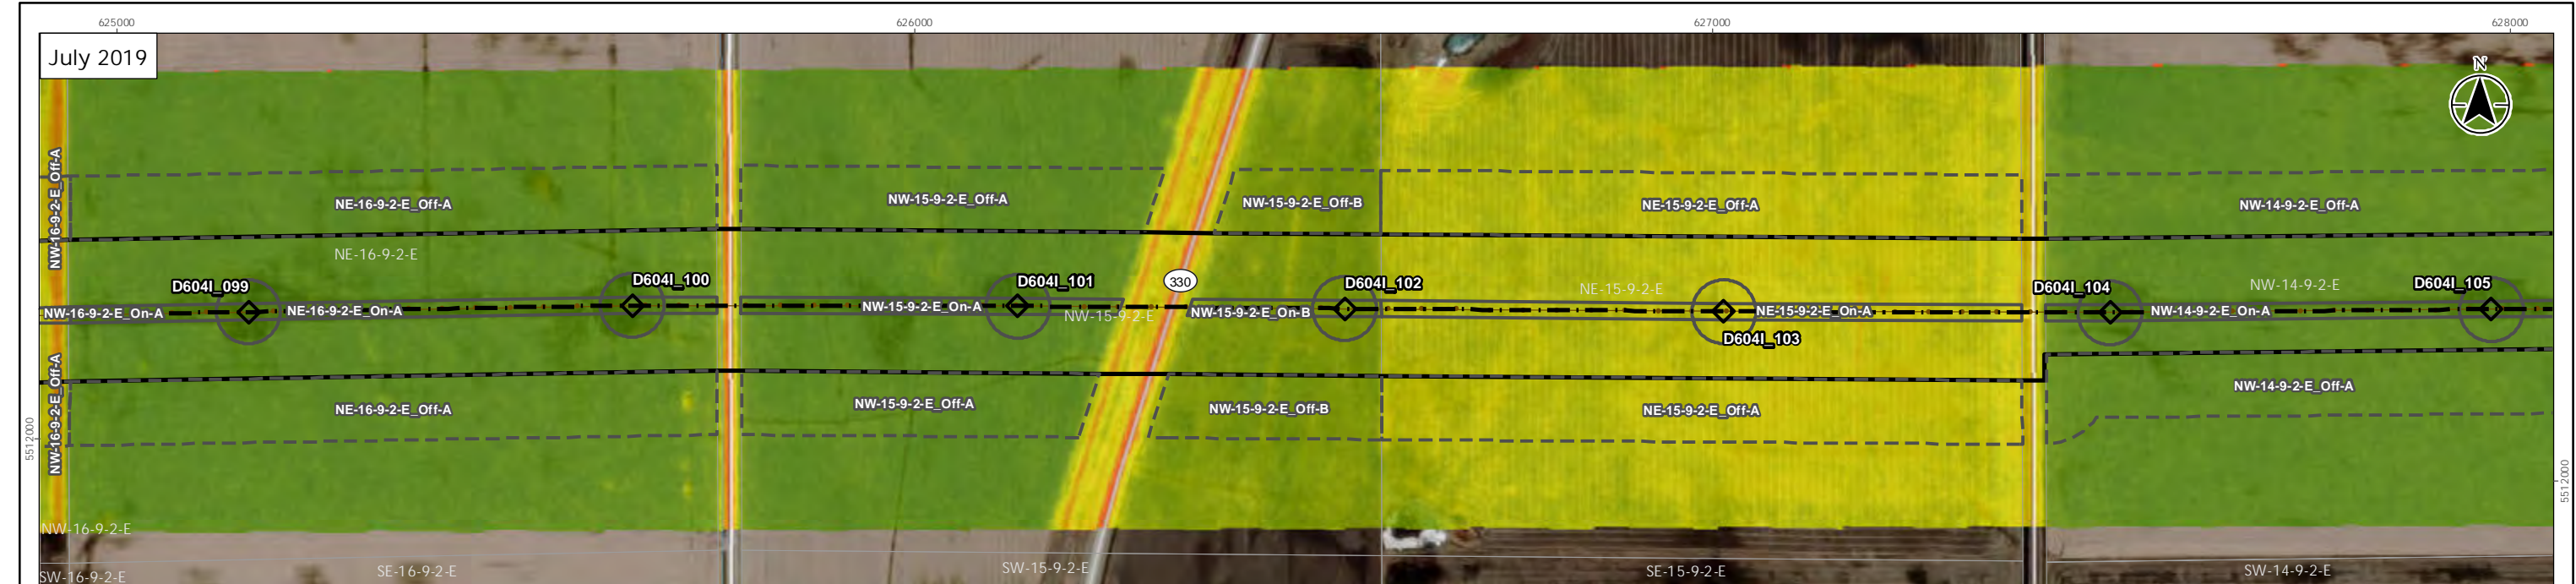 625000
626000
627000
628000
July 2019
N
NW-16-9-2-E_Off-A
NE-16-9-2-E_Off-A
NW-15-9-2-E_Off-A
NW-15-9-2-E_Off-B
NE-15-9-2-E_Off-A
NW-14-9-2-E_Off-A
NE-16-9-2-E
D604I_099
D604I_100
D604I_101
330
D604I_102
NE-15-9-2-E
D604I_104
NW-14-9-2-E
D604I_105
NW-16-9-2-E_On-A
NE-16-9-2-E_On-A
NW-15-9-2-E_On-A
NW-15-9-2-E
NW-15-9-2-E_On-B
NE-15-9-2-E_On-A
NW-14-9-2-E_On-A
D604I_103
NW-16-9-2-E_Off-A
NE-16-9-2-E_Off-A
NW-15-9-2-E_Off-A
NW-15-9-2-E_Off-B
NE-15-9-2-E_Off-A
NW-14-9-2-E_Off-A
5512000
5512000
NW-16-9-2-E
SW-16-9-2-E
SE-16-9-2-E
SW-15-9-2-E
SE-15-9-2-E
SW-14-9-2-E